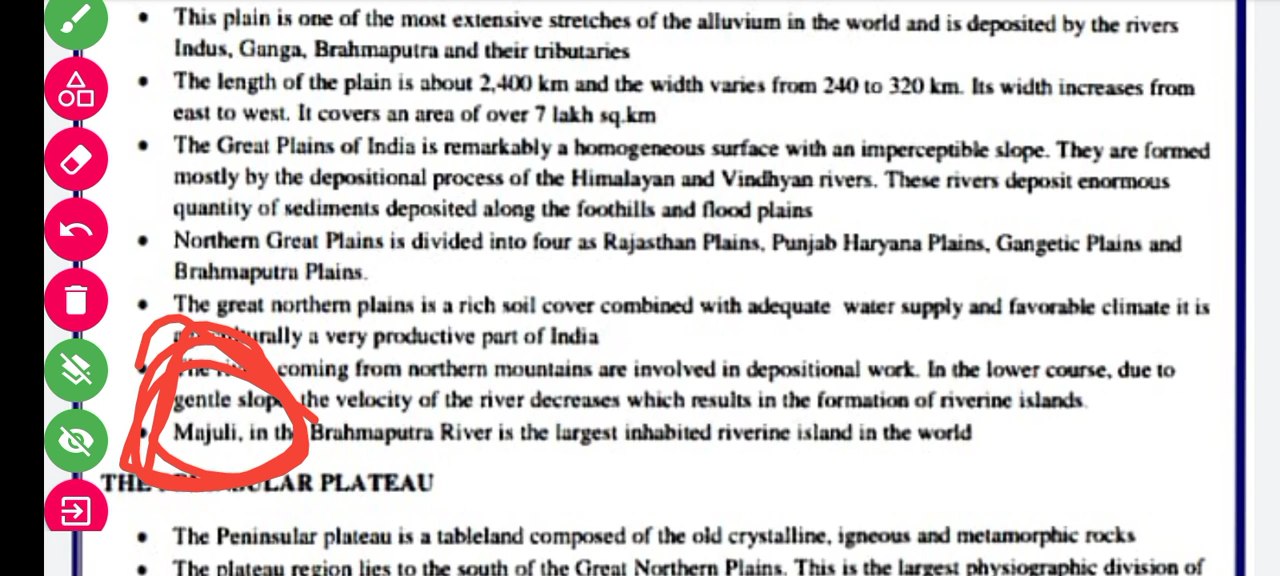 • This plain is one of the most extensive stretches of the alluvium in the world and is deposited by the rivers
Indus, Ganga, Brahmaputra and their tributaries
• The length of the plain is about 2,400 km and the width varies from 240 to 320 km. Its width increases from
east to west. It covers an area of over 7 lakh sq.km
• The Great Plains of India is remarkably a homogeneous surface with an imperceptible slope. They are formed
mostly by the depositional process of the Himalayan and Vindhyan rivers. These rivers deposit enormous
quantity of sediments deposited along the foothills and flood plains
• Northern Great Plains is divided into four as Rajasthan Plains, Punjab Haryana Plains, Gangetic Plains and
Brahmaputra Plains.
• The great northern plains is a rich soil cover combined with adequate water supply and favorable climate it is
a very productive part of India
coming from northern mountains are involved in depositional work. In the lower course, due to
gentle slope the velocity of the river decreases which results in the formation of riverine islands.
• Majuli, in the Brahmaputra River is the largest inhabited riverine island in the world
THE PENINSULAR PLATEAU
• The Peninsular plateau is a tableland composed of the old crystalline, igneous and metamorphic rocks
• The plateau region lies to the south of the Great Northern Plains. This is the largest physiographic division of